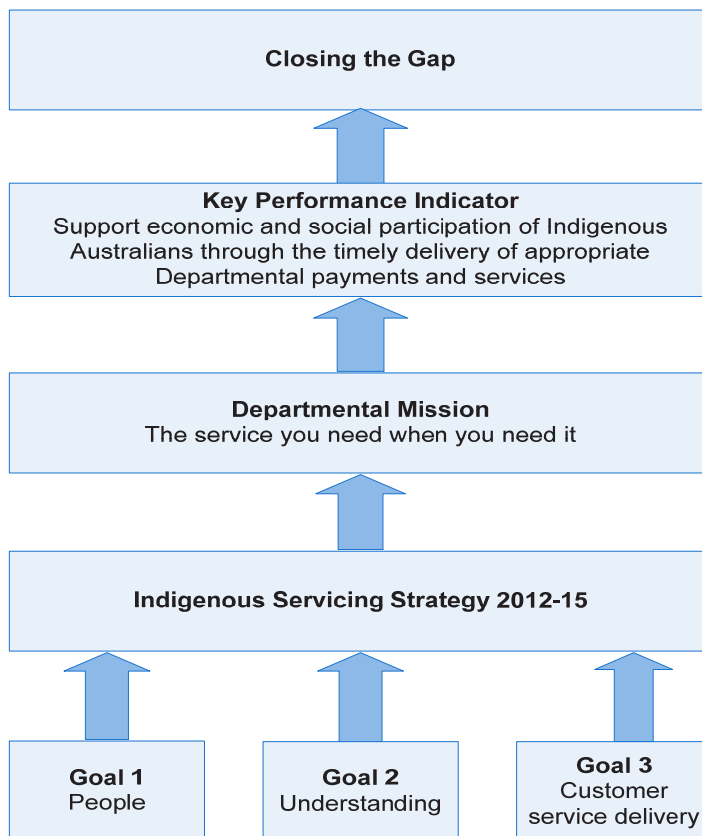 Closing the Gap
Key Performance Indicator
Support economic and social participation of Indigenous
Australians through the timely delivery of appropriate
Departmental payments and services
Departmental Mission
The service you need when you need it
Indigenous Servicing Strategy 2012-15
Goal 1
People
Goal 2
Understanding
Goal 3
Customer
service delivery